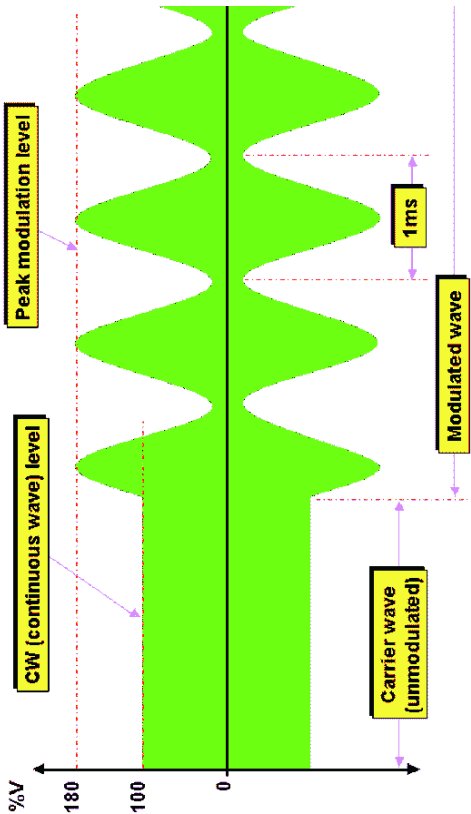 %V
180
100
0
CW (continuous wave) level
Peak modulation level
Carrier wave
(unmodulated)
Modulated wave
1ms